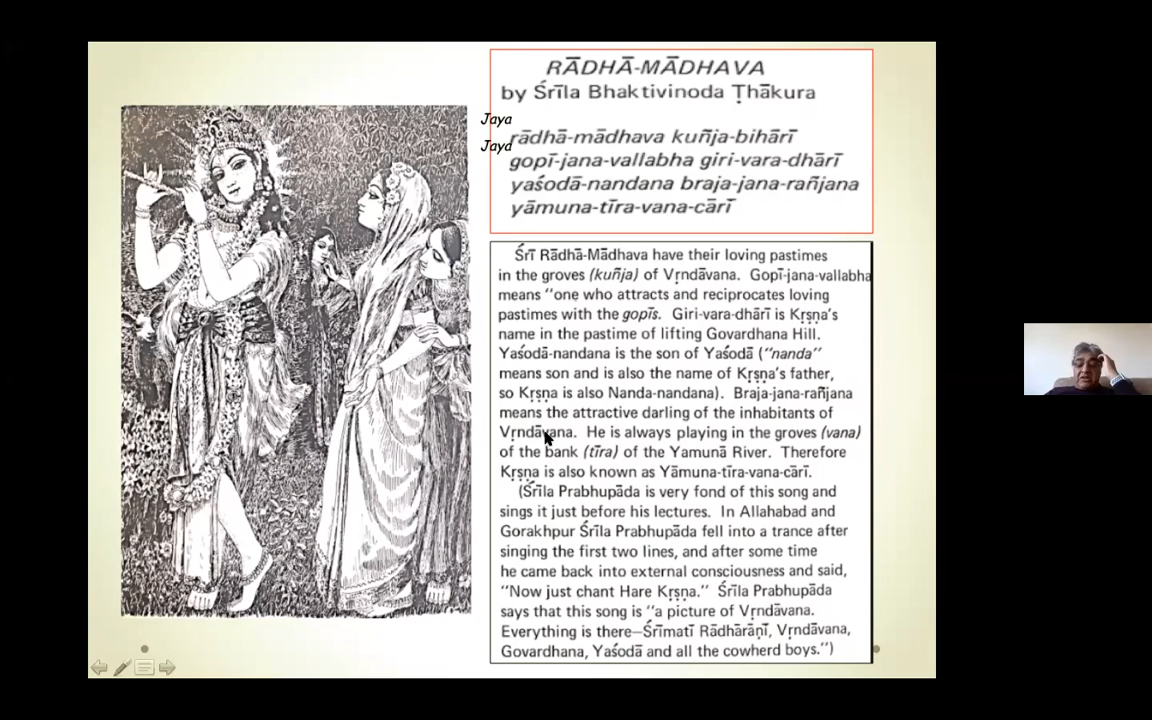 RĀDHĀ-MĀDHAVA
by Śrīla Bhaktivinoda Ṭhākura
Jaya
rādhā-mādhava kuñja-bihārī
Jaya
gopī-jana-vallabha giri-vara-dhārī
yaśodā-nandana braja-jana-rañjana
yāmuna-tīra-vana-cārī
Śrī Rādhā-Mādhava have their loving pastimes
in the groves (kuñja) of Vṛndāvana. Gopī-jana-vallabha
means "one who attracts and reciprocates loving
pastimes with the gopīs. Giri-vara-dhārī is Kṛṣṇa's
name in the pastime of lifting Govardhana Hill.
Yaśodā-nandana is the son of Yaśodā ("nanda"
means son and is also the name of Kṛṣṇa's father,
so Kṛṣṇa is also Nanda-nandana). Braja-jana-rañjana
means the attractive darling of the inhabitants of
Vṛndāvana. He is always playing in the groves (vana)
of the bank (tīra) of the Yamunā River. Therefore
Kṛṣṇa is also known as Yāmuna-tīra-vana-cārī.
(Śrīla Prabhupāda is very fond of this song and
sings it just before his lectures. In Allahabad and
Gorakhpur Śrīla Prabhupāda fell into a trance after
singing the first two lines, and after some time
he came back into external consciousness and said,
"Now just chant Hare Kṛṣṇa." Śrīla Prabhupāda
says that this song is "a picture of Vṛndāvana.
Everything is there—Śrīmatī Rādhārāṇī, Vṛndāvana,
Govardhana, Yaśodā and all the cowherd boys.")